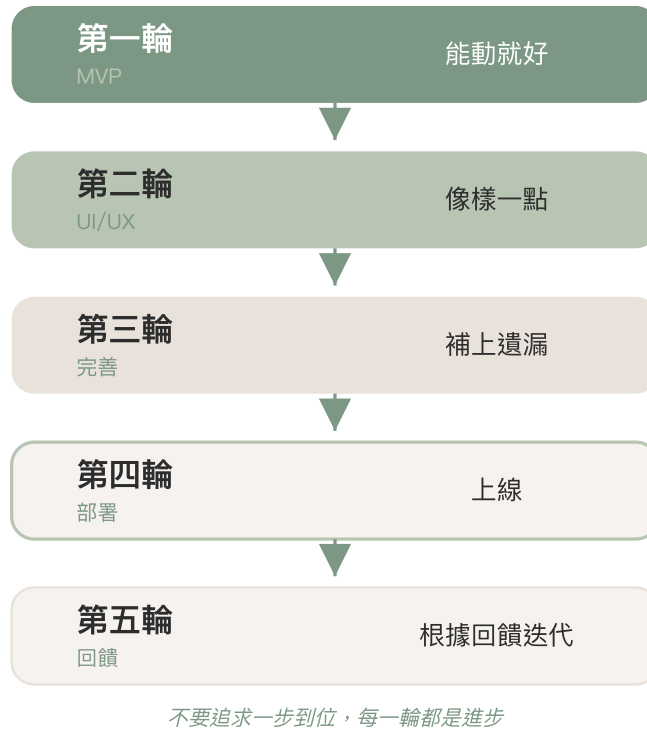 第一輪
MVP
能動就好
第二輪
UI/UX
像樣一點
第三輪
完善
補上遺漏
第四輪
部署
上線
第五輪
回饋
根據回饋迭代
不要追求一步到位，每一輪都是進步